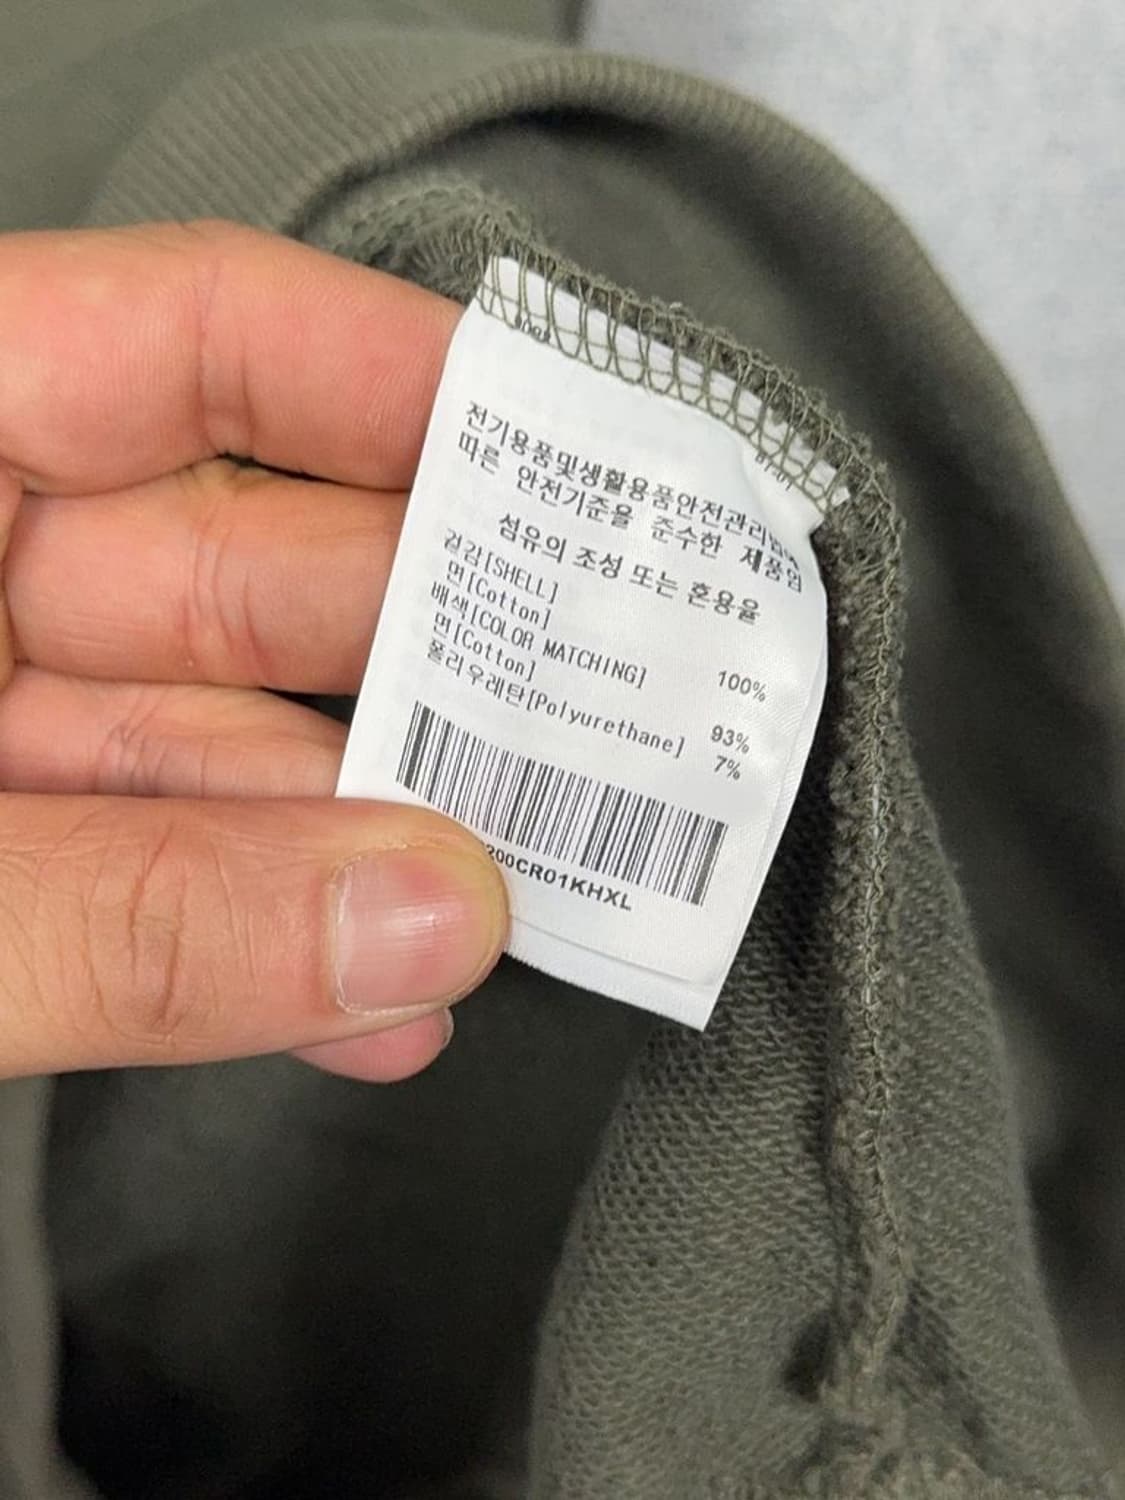 전기용품및생활용품안전관리법에
따른 안전기준을 준수한 제품임
섬유의 조성 또는 혼용율
겉감[SHELL]
면[Cotton] 100%
배색[COLOR MATCHING]
면[Cotton] 93%
폴리우레탄[Polyurethane] 7%
200CR01KHXL